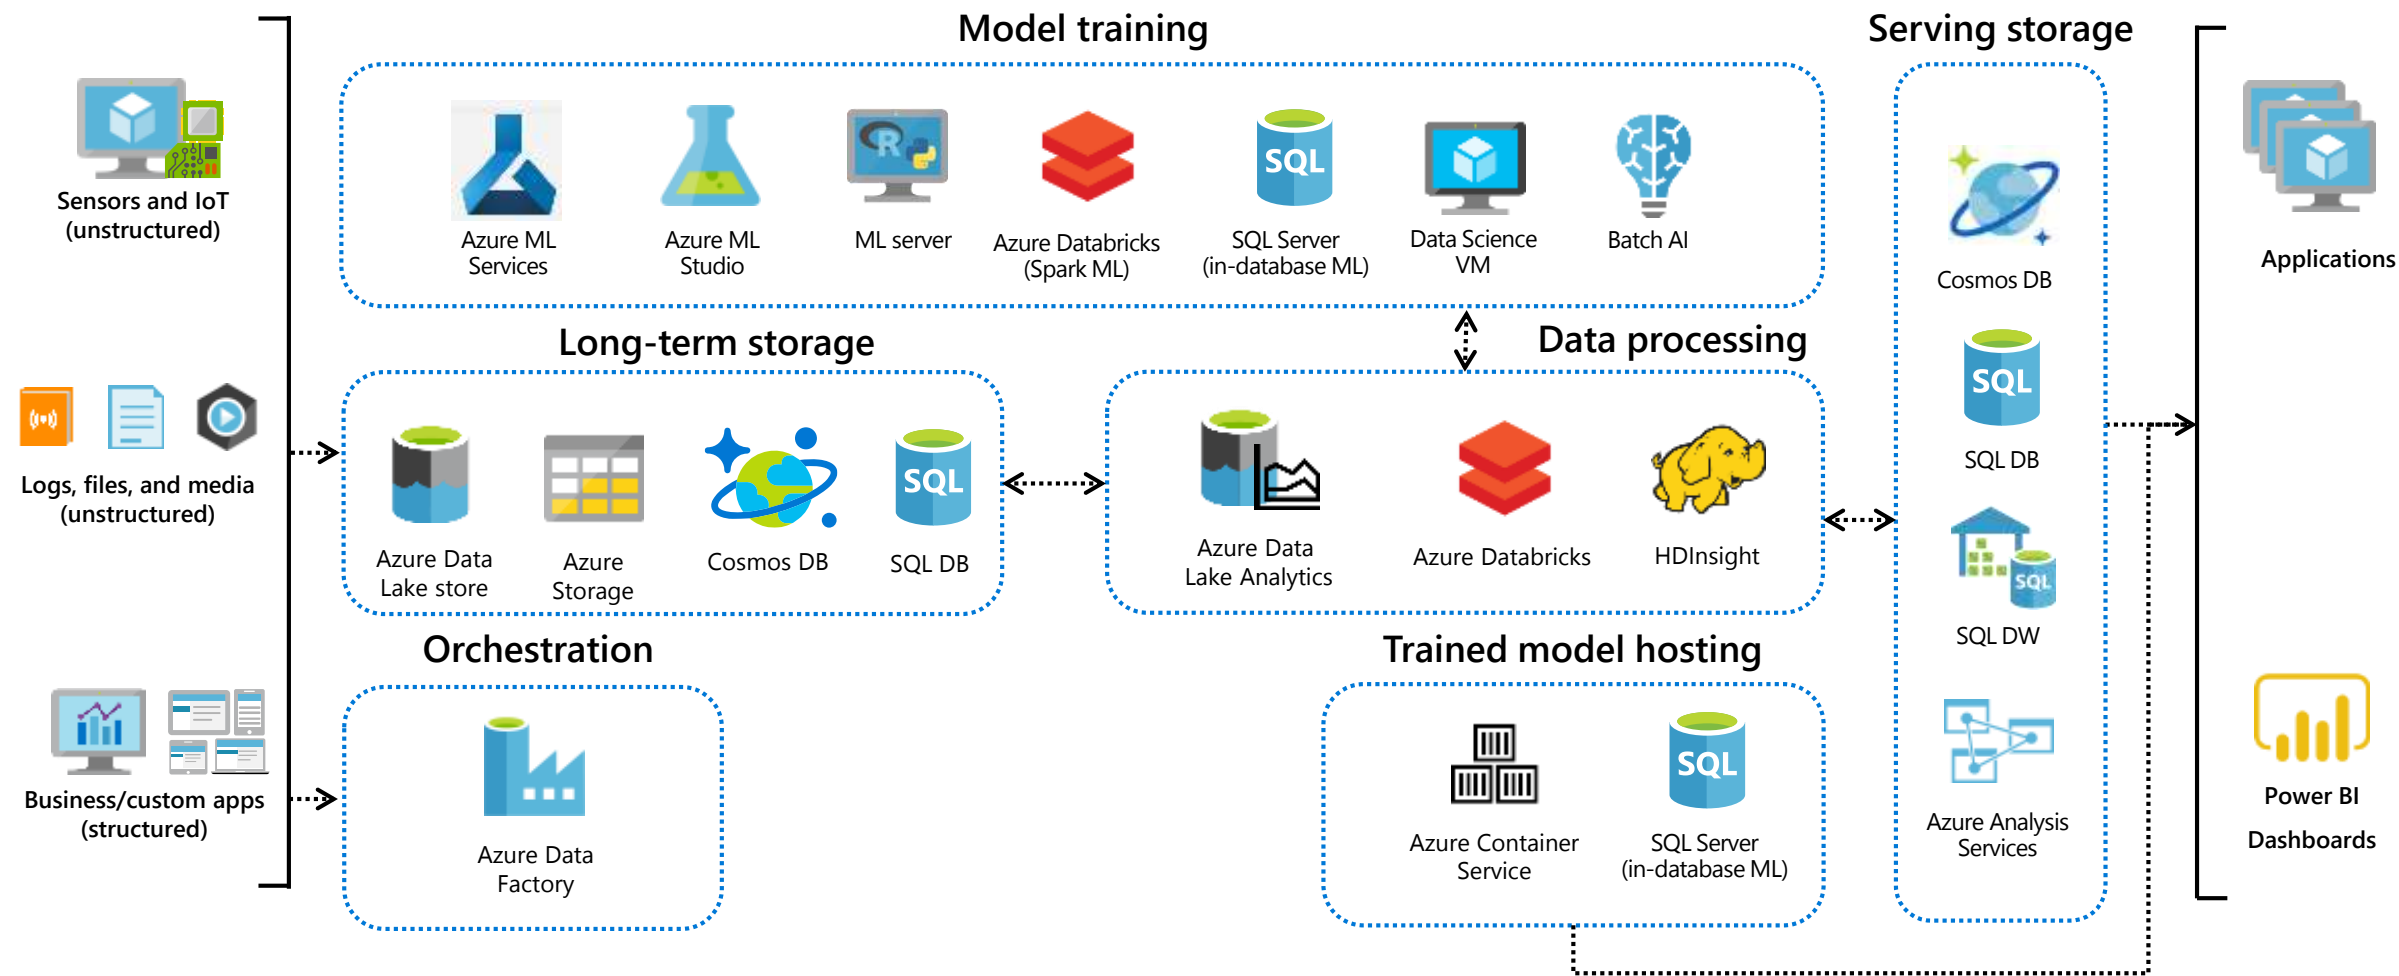 Model training
Serving storage
Sensors and IoT
(unstructured)
Azure ML
Services
Azure ML
Studio
R
ML server
Azure Databricks
(Spark ML)
SQL
SQL Server
(in-database ML)
Data Science
VM
Batch AI
Cosmos DB
Applications
Long-term storage
Data processing
SQL
SQL DB
Logs, files, and media
(unstructured)
Azure Data
Lake store
Azure
Storage
Cosmos DB
SQL
SQL DB
Azure Data
Lake Analytics
Azure Databricks
HDInsight
SQL
SQL DW
Orchestration
Trained model hosting
Business/custom apps
(structured)
Azure Data
Factory
Azure Container
Service
SQL
SQL Server
(in-database ML)
Azure Analysis
Services
Power BI
Dashboards